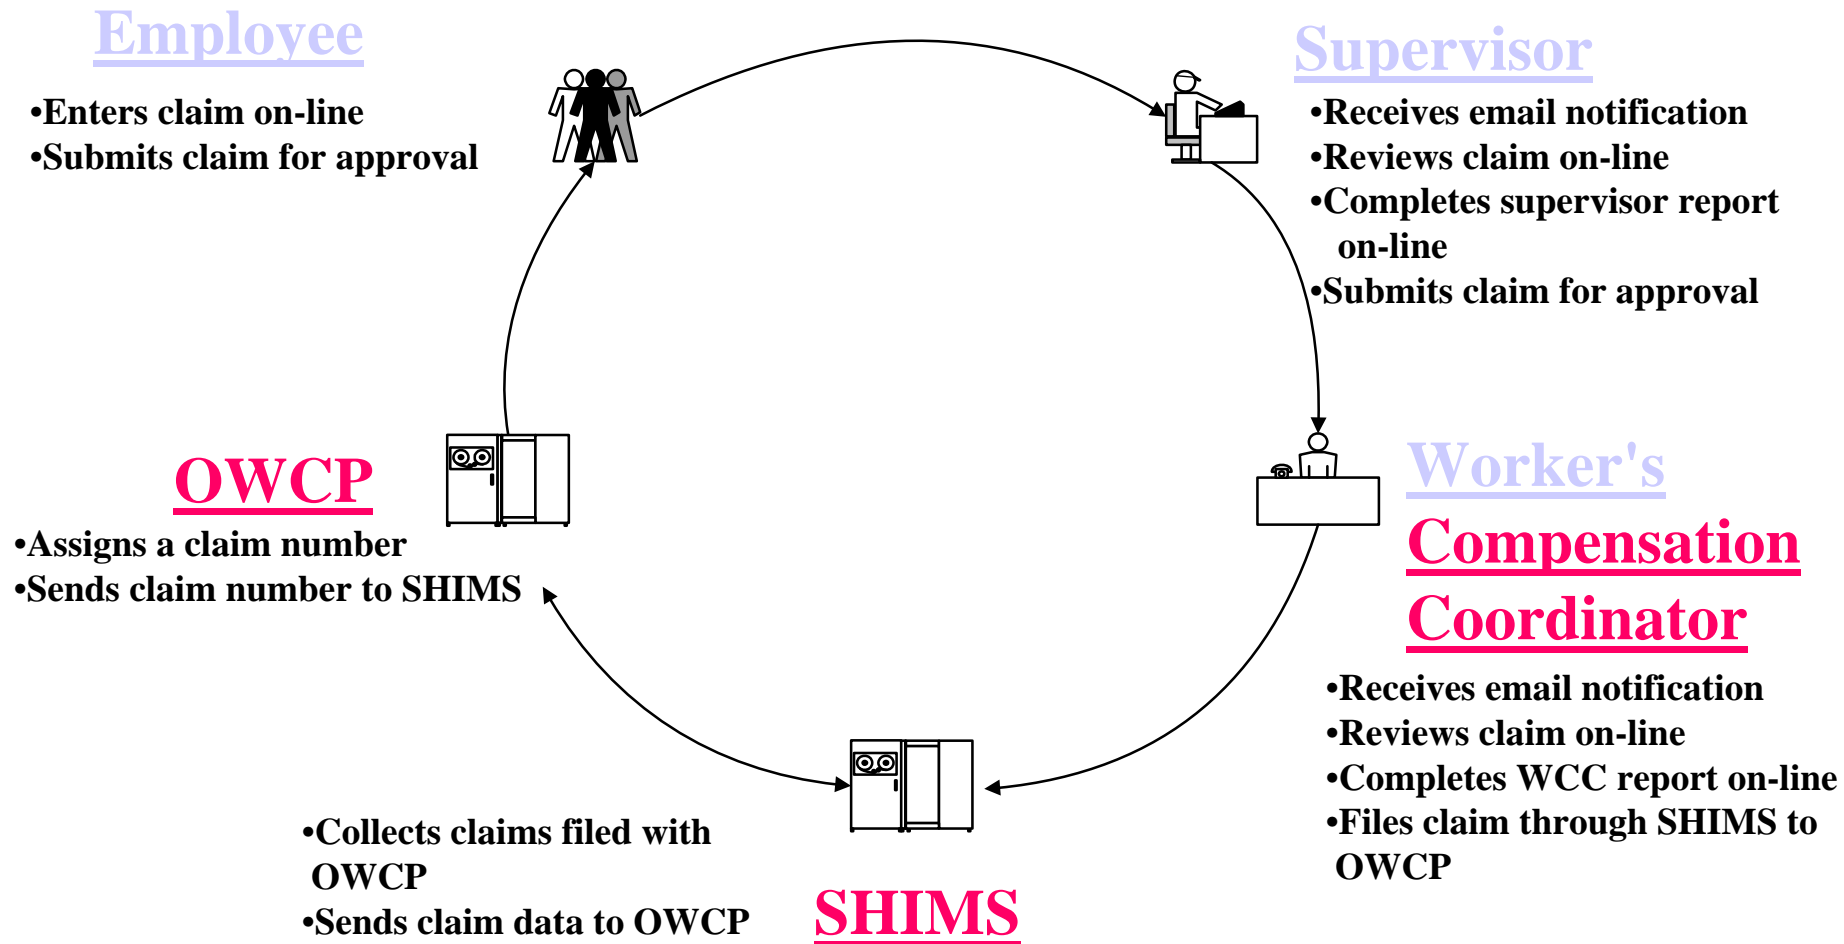 Employee
•Enters claim on-line
•Submits claim for approval
Supervisor
•Receives email notification
•Reviews claim on-line
•Completes supervisor report
on-line
•Submits claim for approval
Worker's
Compensation
Coordinator
•Receives email notification
•Reviews claim on-line
•Completes WCC report on-line
•Files claim through SHIMS to
OWCP
SHIMS
•Collects claims filed with
OWCP
•Sends claim data to OWCP
OWCP
•Assigns a claim number
•Sends claim number to SHIMS